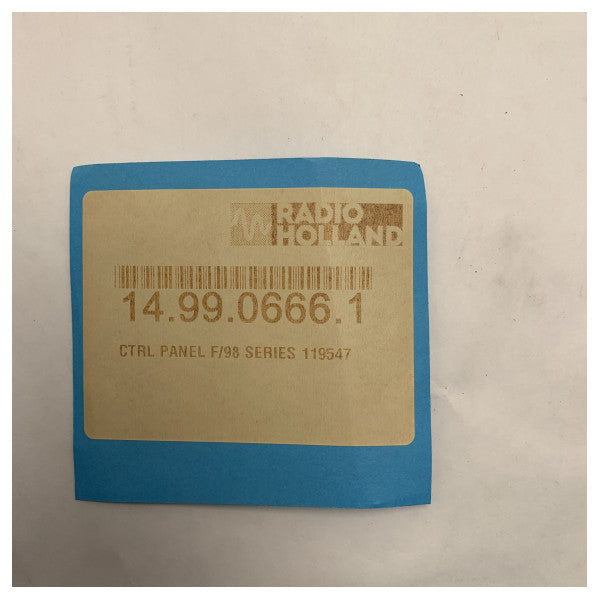 RADIO
HOLLAND
14.99.0666.1
CTRL PANEL F/98 SERIES 119547